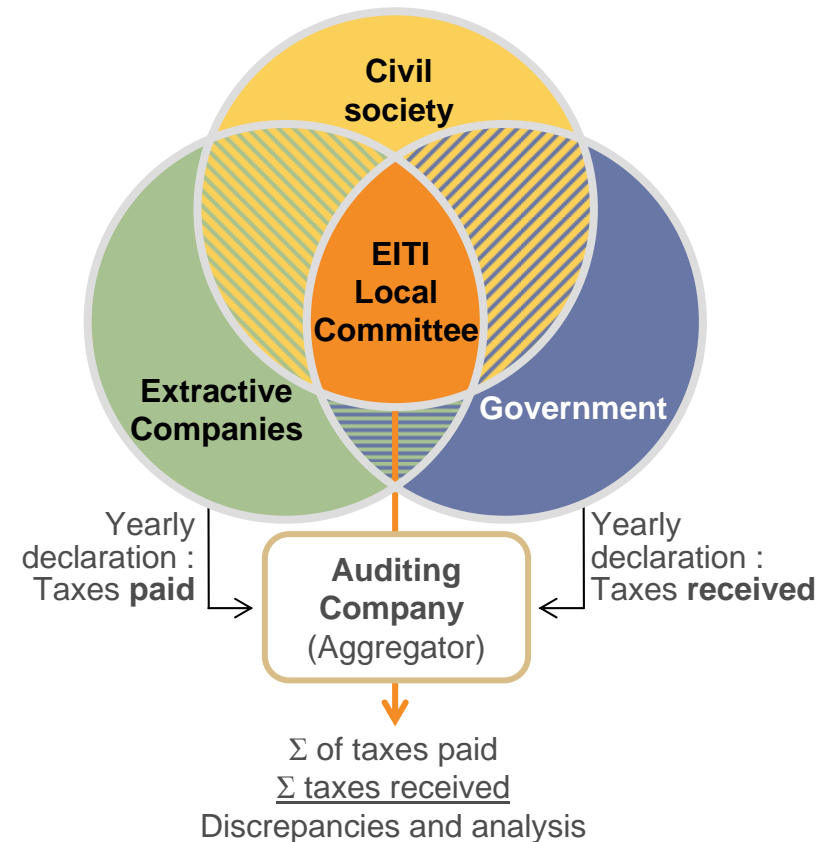 Civil
society
EITI
Local
Committee
Extractive
Companies
Government
Yearly
declaration :
Taxes paid
Yearly
declaration :
Taxes received
Auditing
Company
(Aggregator)
Σ of taxes paid
Σ taxes received
Discrepancies and analysis